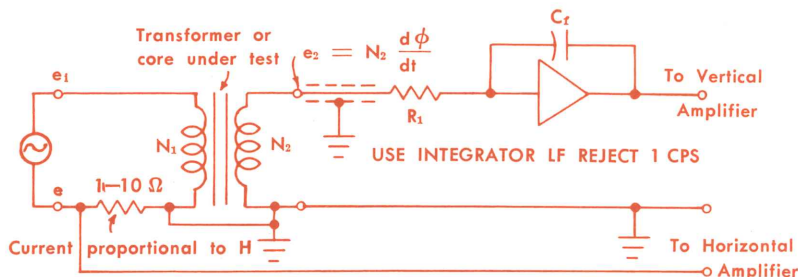 Transformer or
core under test
e₂ = N₂ dφ/dt
Cf
e₁
To Vertical
Amplifier
R₁
N₁
N₂
USE INTEGRATOR LF REJECT 1 CPS
e
1–10 Ω
Current proportional to H
To Horizontal
Amplifier